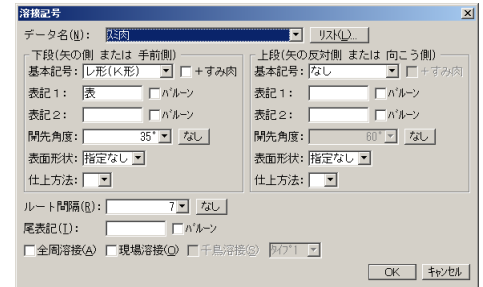 溶接記号
データ名(N): 隅肉 リスト(L)...
下段(矢の側 または 手前側)
基本記号: レ形(K形) +すみ肉
表記1: 表 バルーン
表記2: バルーン
開先角度: 35° なし
表面形状: 指定なし
仕上方法:
上段(矢の反対側 または 向こう側)
基本記号: なし +すみ肉
表記1: バルーン
表記2: バルーン
開先角度: 60° なし
表面形状: 指定なし
仕上方法:
ルート間隔(R): 7 なし
尾表記(I): バルーン
全周溶接(A) 現場溶接(O) 千鳥溶接(S) タイプ1
OK キャンセル